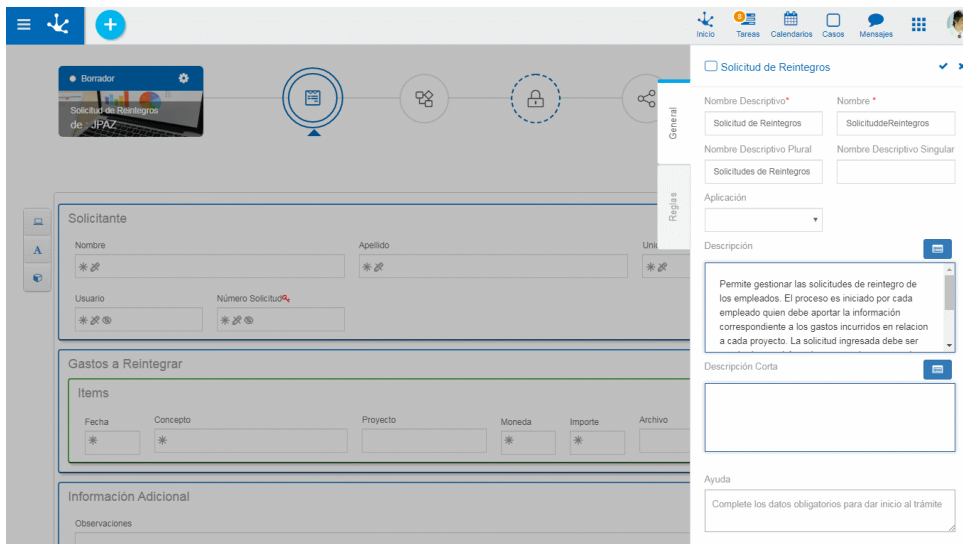 8
Inicio
Tareas
Calendarios
Casos
Mensajes
Borrador
Solicitud de Reintegros
de : JPAZ
General
Reglas
Solicitante
Nombre
Apellido
Usuario
Número Solicitud
Gastos a Reintegrar
Items
Fecha
Concepto
Proyecto
Moneda
Importe
Archivo
Información Adicional
Observaciones
A
Solicitud de Reintegros
Nombre Descriptivo*
Nombre *
Solicitud de Reintegros
SolicituddeReintegros
Nombre Descriptivo Plural
Nombre Descriptivo Singular
Solicitudes de Reintegros
Aplicación
Descripción
Permite gestionar las solicitudes de reintegro de
los empleados. El proceso es iniciado por cada
empleado quien debe aportar la información
correspondiente a los gastos incurridos en relacion
a cada proyecto. La solicitud ingresada debe ser
Descripción Corta
Ayuda
Complete los datos obligatorios para dar inicio al trámite